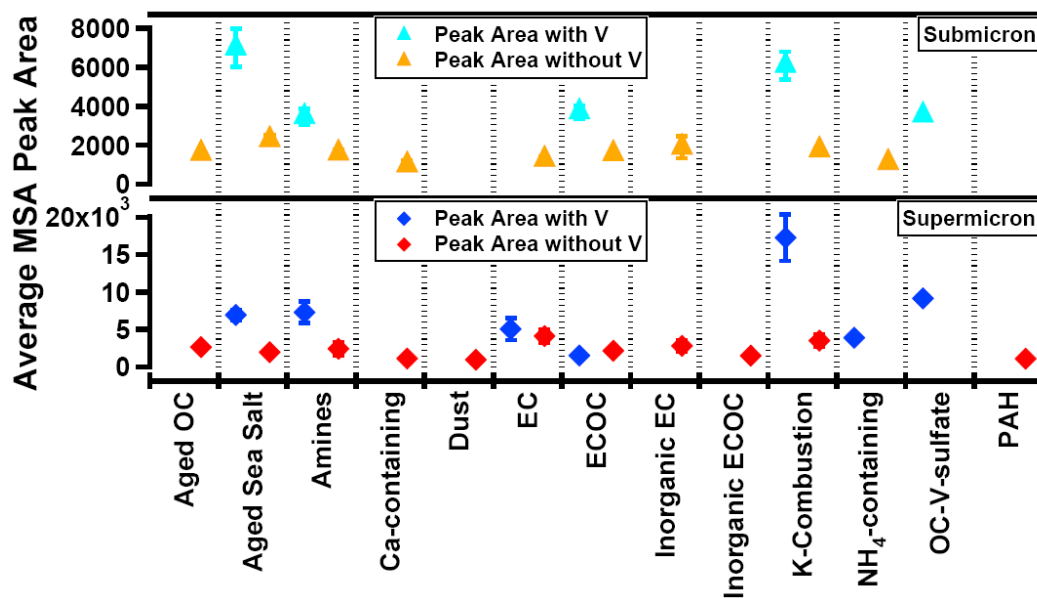 Average MSA Peak Area
8000
6000
4000
2000
0
Peak Area with V
Peak Area without V
Submicron
20x10³
15
10
5
0
Peak Area with V
Peak Area without V
Supermicron
Aged OC
Aged Sea Salt
Amines
Ca-containing
Dust
EC
ECOC
Inorganic EC
Inorganic ECOC
K-Combustion
NH₄-containing
OC-V-sulfate
PAH